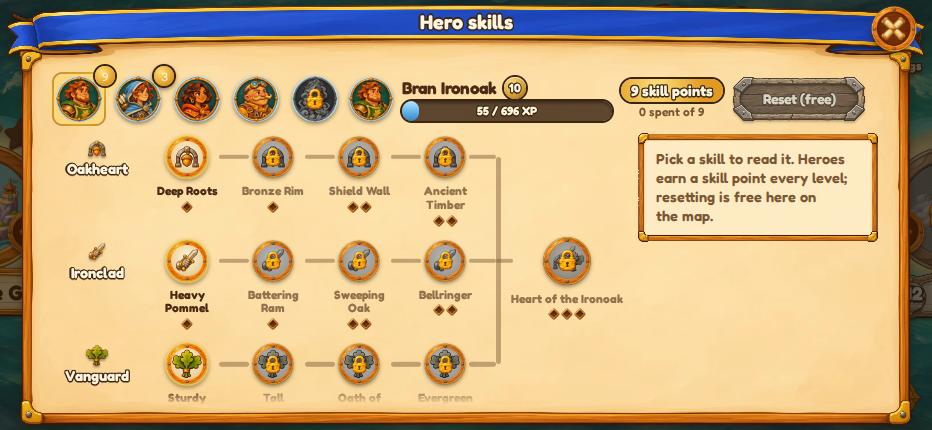 Hero skills
9
3
Bran Ironoak 10
55 / 696 XP
9 skill points
0 spent of 9
Reset (free)
Pick a skill to read it. Heroes
earn a skill point every level;
resetting is free here on
the map.
Oakheart
Deep Roots
Bronze Rim
Shield Wall
Ancient
Timber
Ironclad
Heavy
Pommel
Battering
Ram
Sweeping
Oak
Bellringer
Heart of the Ironoak
Vanguard
Sturdy
Tall
Oath of
Evergreen